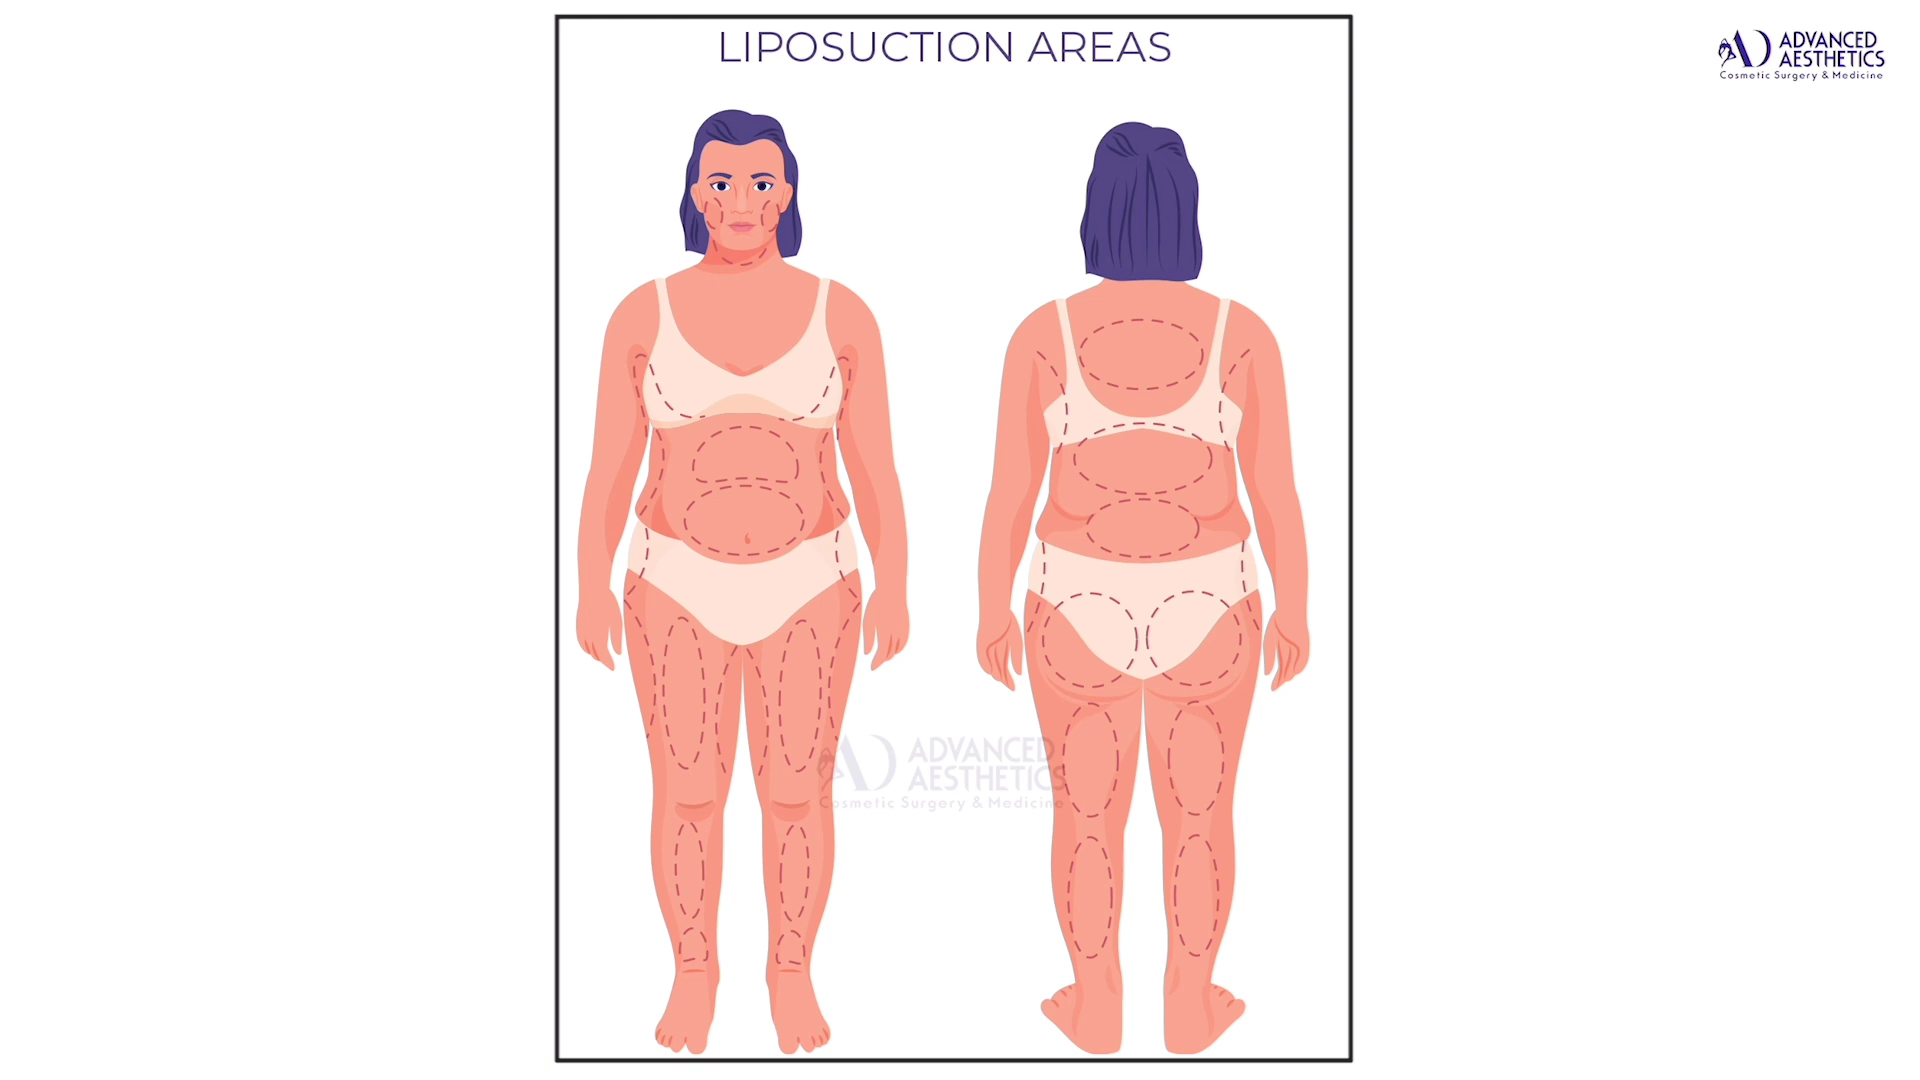 LIPOSUCTION AREAS
ADVANCED
AESTHETICS
Cosmetic Surgery & Medicine
ADVANCED
AESTHETICS
Cosmetic Surgery & Medicine